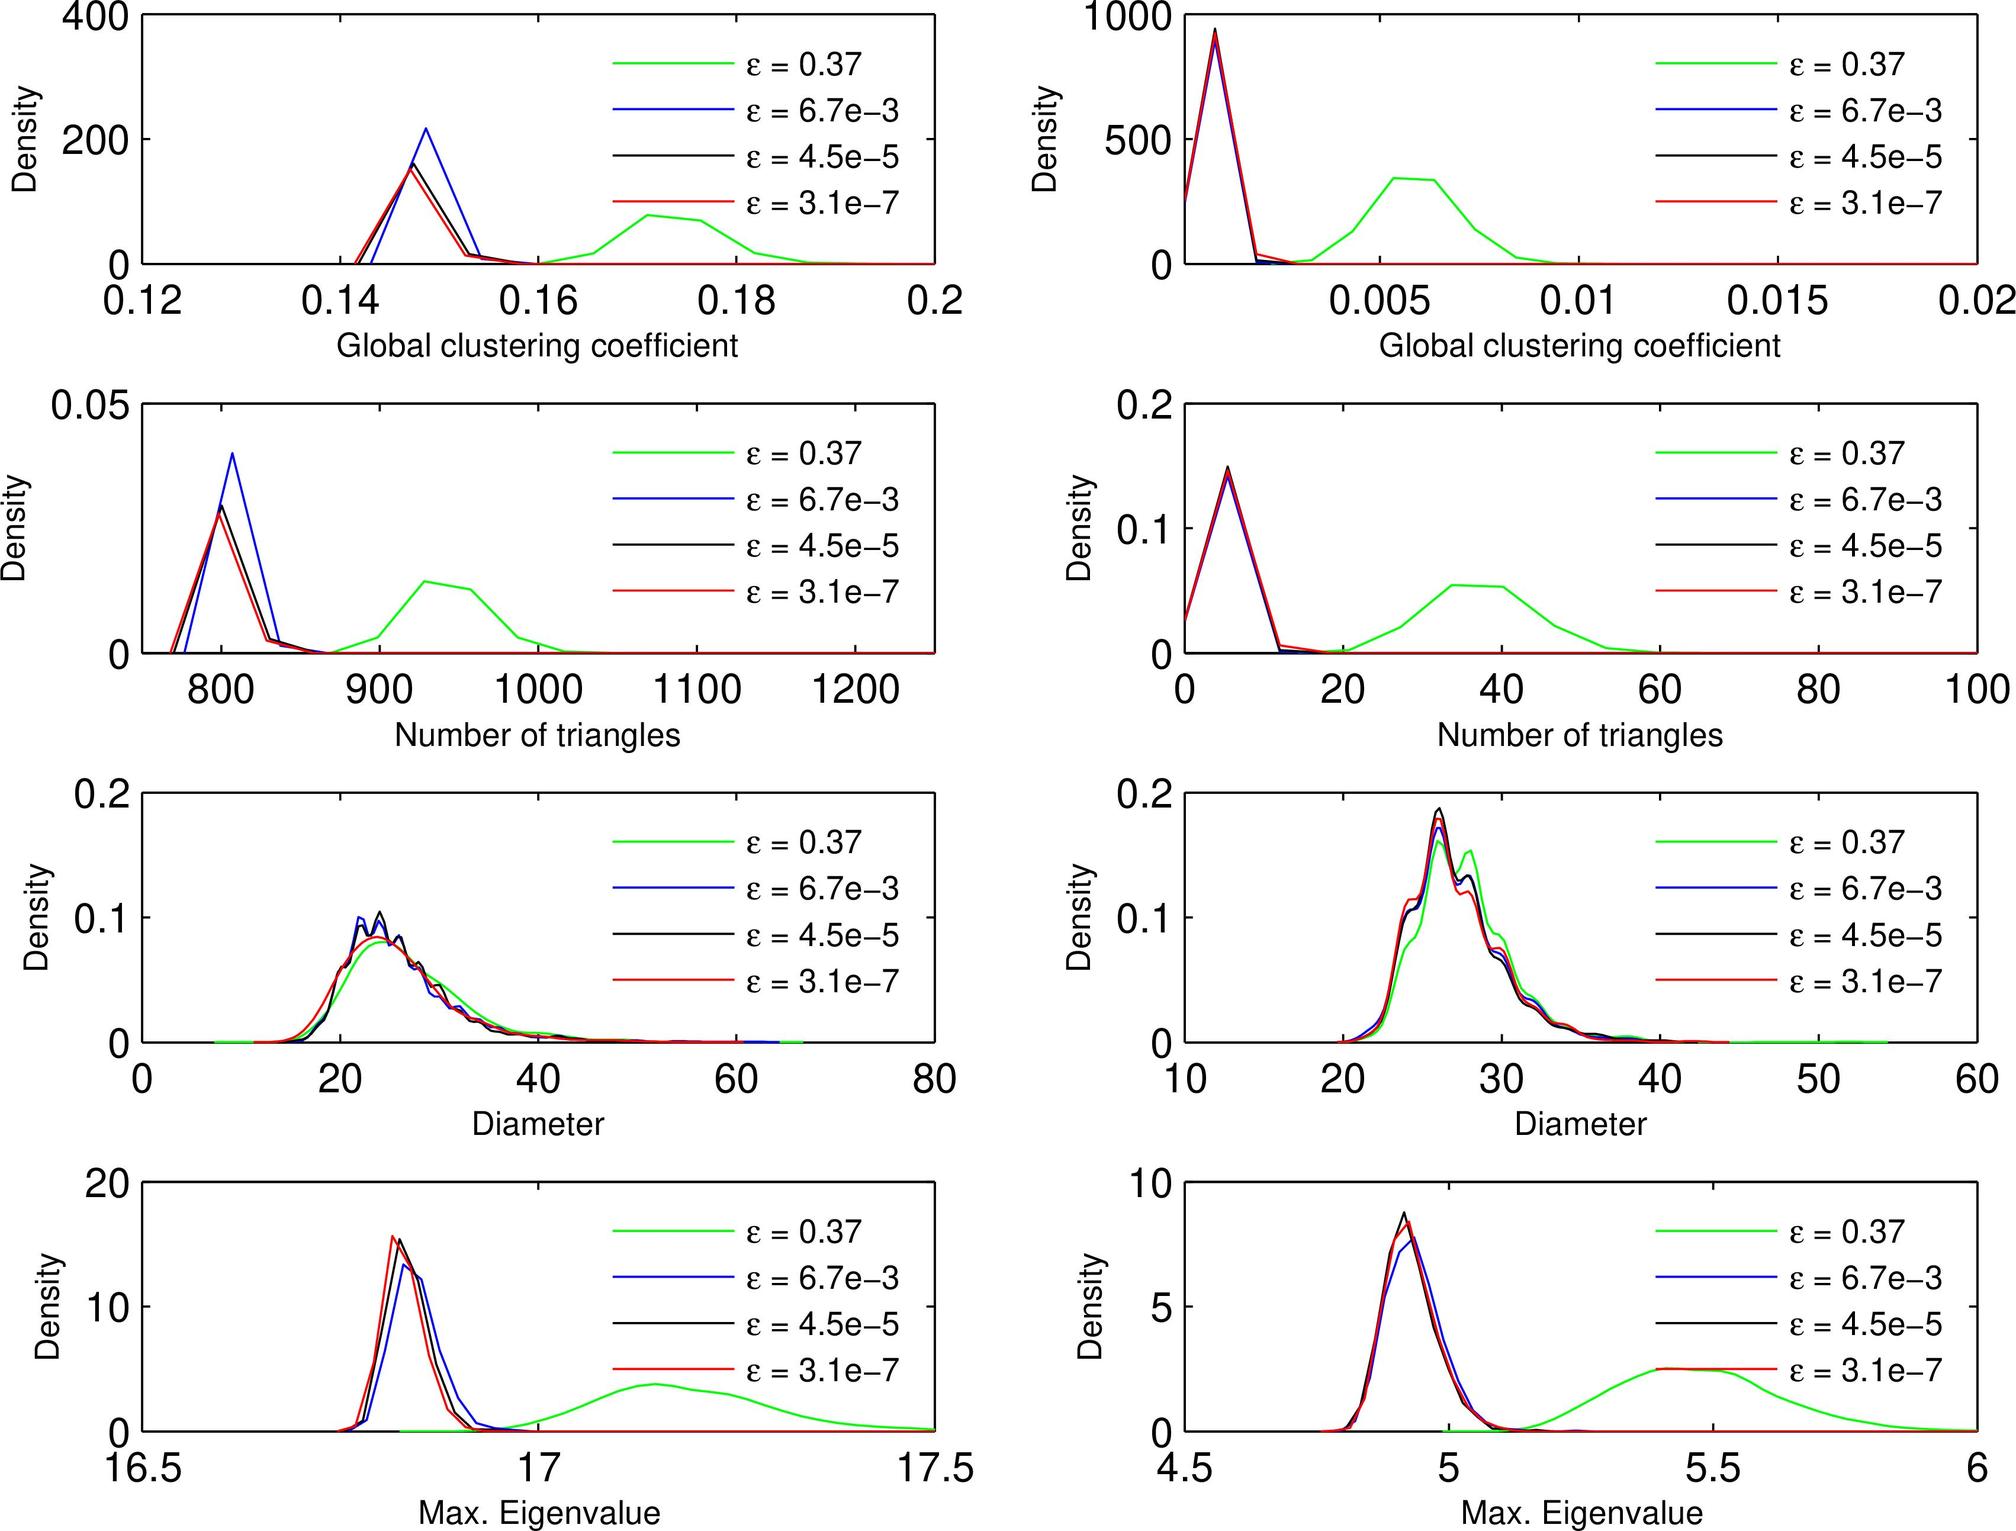 400
200
0
Density
ε = 0.37
ε = 6.7e−3
ε = 4.5e−5
ε = 3.1e−7
0.12 0.14 0.16 0.18 0.2
Global clustering coefficient
1000
500
0
Density
ε = 0.37
ε = 6.7e−3
ε = 4.5e−5
ε = 3.1e−7
0.005 0.01 0.015 0.02
Global clustering coefficient
0.05
0
Density
ε = 0.37
ε = 6.7e−3
ε = 4.5e−5
ε = 3.1e−7
800 900 1000 1100 1200
Number of triangles
0.2
0.1
0
Density
ε = 0.37
ε = 6.7e−3
ε = 4.5e−5
ε = 3.1e−7
0 20 40 60 80 100
Number of triangles
0.2
0.1
0
Density
ε = 0.37
ε = 6.7e−3
ε = 4.5e−5
ε = 3.1e−7
0 20 40 60 80
Diameter
0.2
0.1
0
Density
ε = 0.37
ε = 6.7e−3
ε = 4.5e−5
ε = 3.1e−7
10 20 30 40 50 60
Diameter
20
10
0
Density
ε = 0.37
ε = 6.7e−3
ε = 4.5e−5
ε = 3.1e−7
16.5 17 17.5
Max. Eigenvalue
10
5
0
Density
ε = 0.37
ε = 6.7e−3
ε = 4.5e−5
ε = 3.1e−7
4.5 5 5.5 6
Max. Eigenvalue